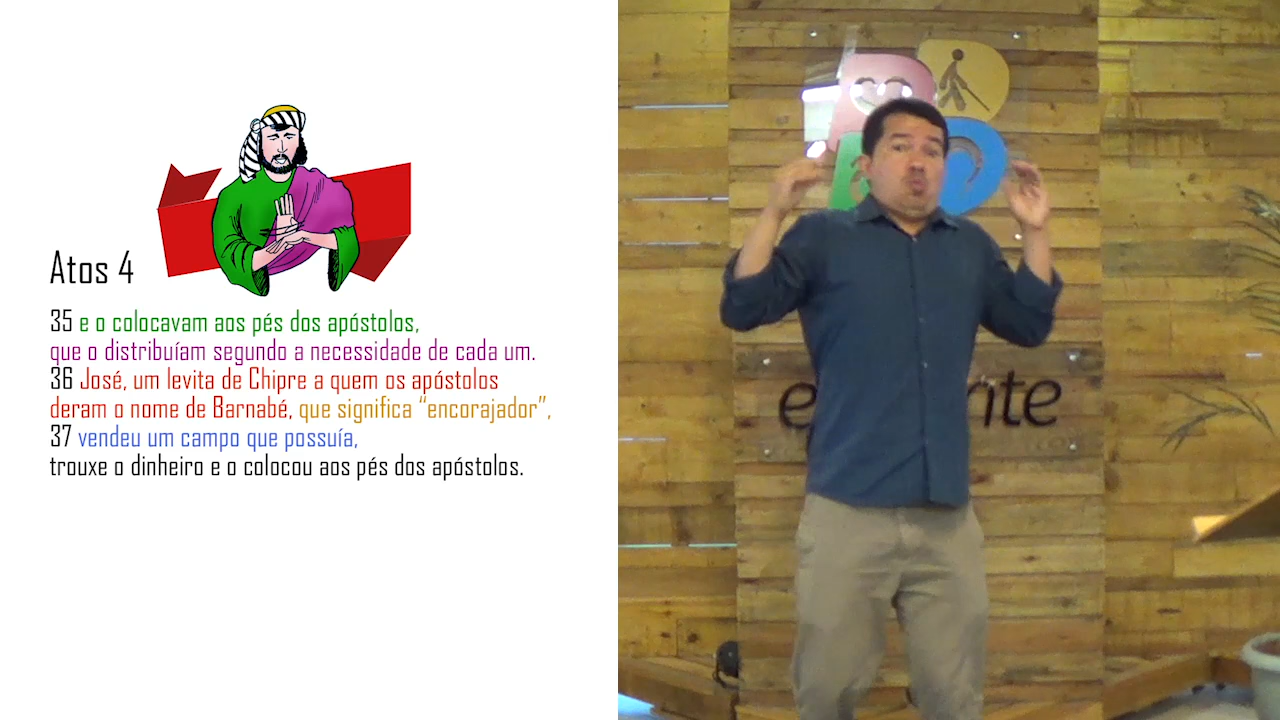 Atos 4
35 e o colocavam aos pés dos apóstolos,
que o distribuíam segundo a necessidade de cada um.
36 José, um levita de Chipre a quem os apóstolos
deram o nome de Barnabé, que significa “encorajador”,
37 vendeu um campo que possuía,
trouxe o dinheiro e o colocou aos pés dos apóstolos.